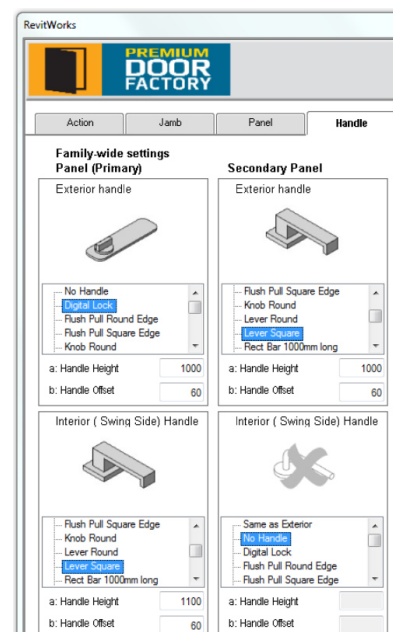 RevitWorks
PREMIUM
DOOR
FACTORY
Action
Jamb
Panel
Handle
Family-wide settings
Panel (Primary)
Exterior handle
No Handle
Digital Lock
Flush Pull Round Edge
Flush Pull Square Edge
Knob Round
a: Handle Height 1000
b: Handle Offset 60
Secondary Panel
Exterior handle
Flush Pull Square Edge
Knob Round
Lever Round
Lever Square
Rect Bar 1000mm long
a: Handle Height 1000
b: Handle Offset 60
Interior ( Swing Side) Handle
Flush Pull Square Edge
Knob Round
Lever Round
Lever Square
Rect Bar 1000mm long
a: Handle Height 1100
b: Handle Offset 60
Interior ( Swing Side) Handle
Same as Exterior
No Handle
Digital Lock
Flush Pull Round Edge
Flush Pull Square Edge
a: Handle Height
b: Handle Offset